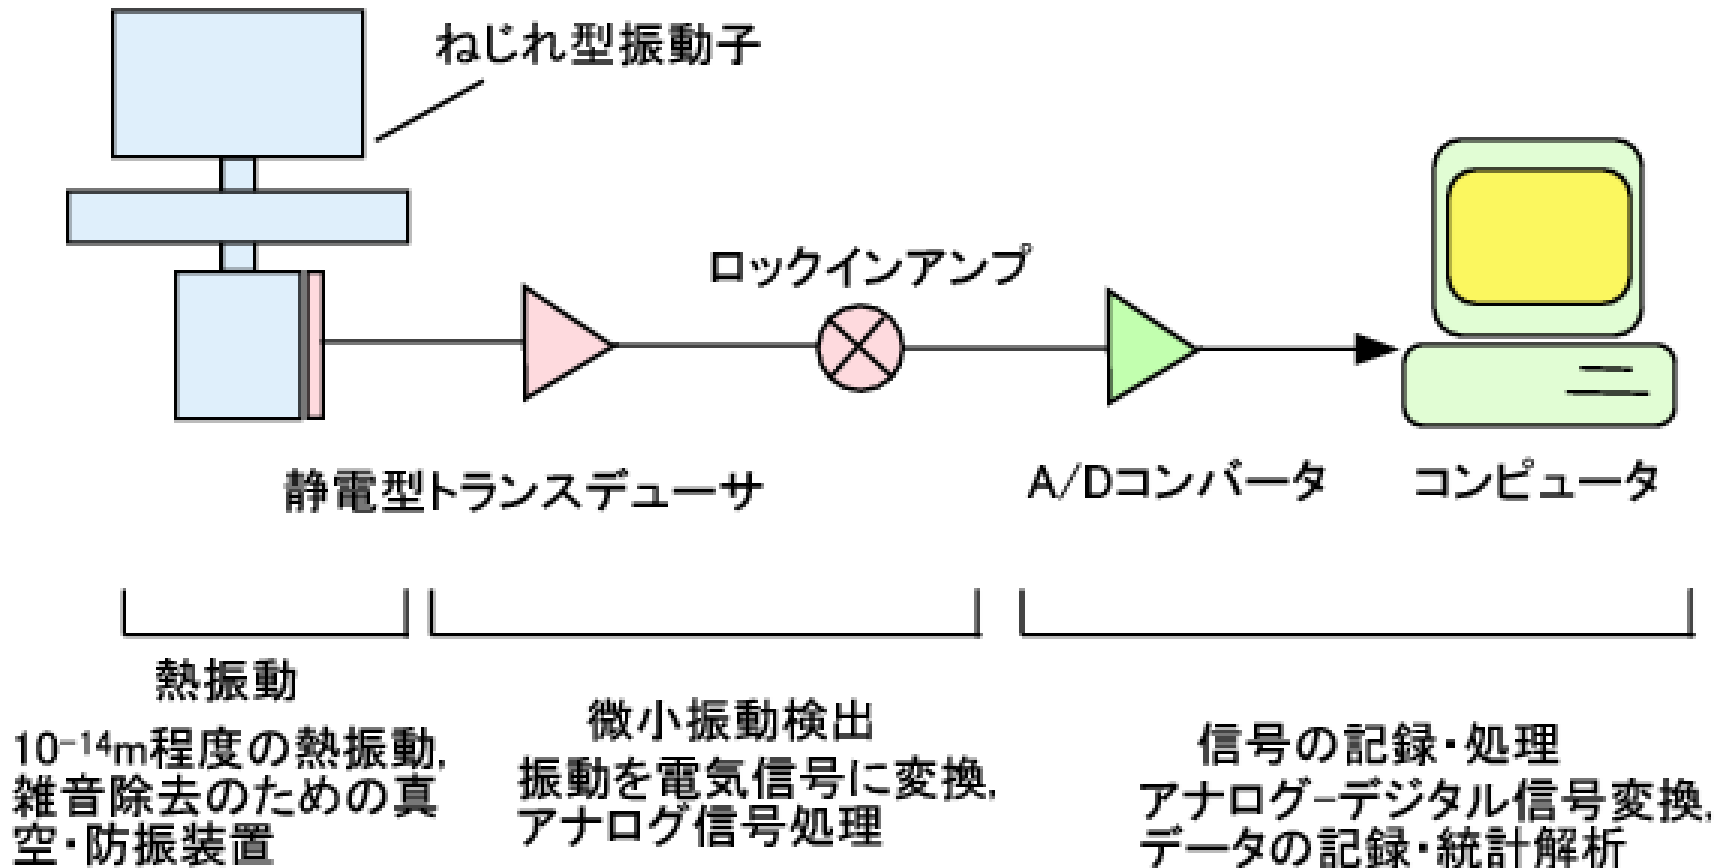 ねじれ型振動子
ロックインアンプ
静電型トランスデューサ
A/Dコンバータ
コンピュータ
熱振動
10⁻¹⁴m程度の熱振動,
雑音除去のための真
空・防振装置
微小振動検出
振動を電気信号に変換,
アナログ信号処理
信号の記録・処理
アナログ-デジタル信号変換,
データの記録・統計解析